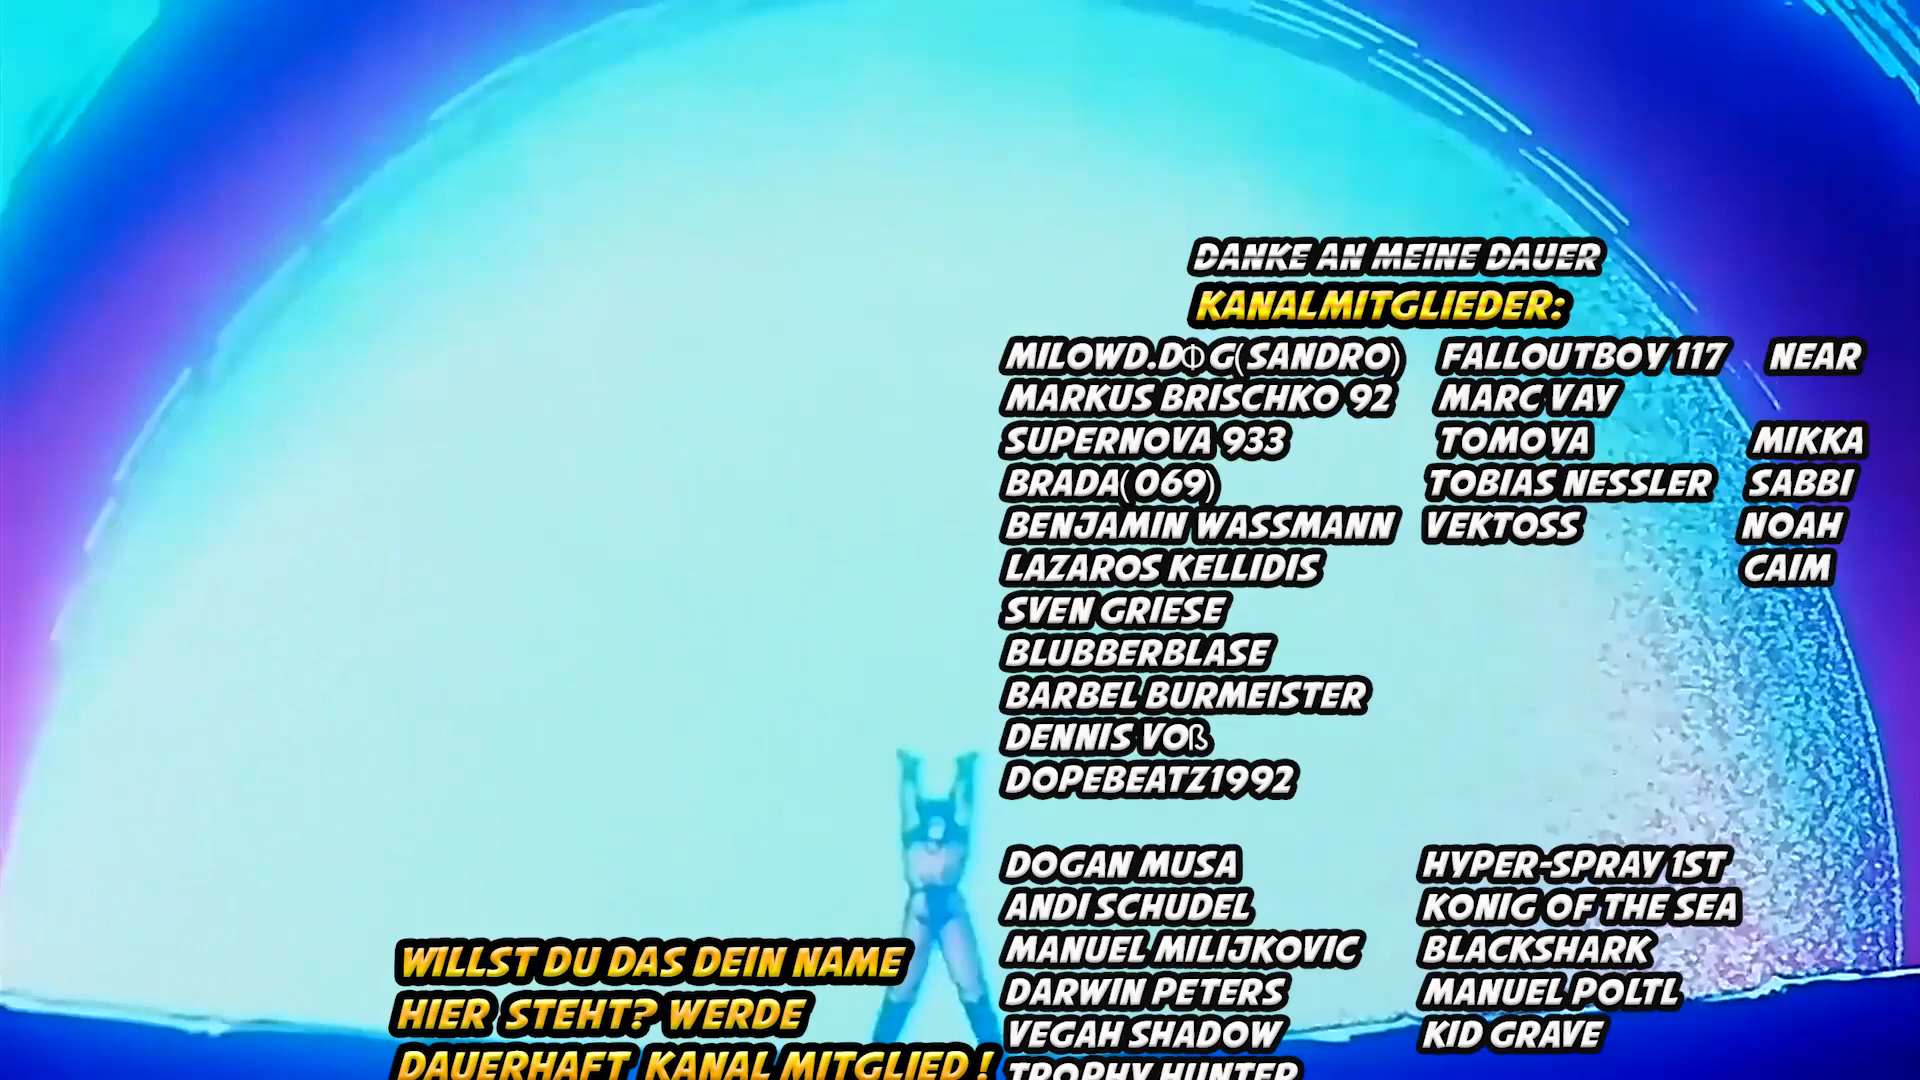 DANKE AN MEINE DAUER
KANALMITGLIEDER:
MILOWD.DΦG(SANDRO) FALLOUTBOY 117 NEAR
MARKUS BRISCHKO 92 MARC VAY
SUPERNOVA 933 TOMOYA MIKKA
BRADA(069) TOBIAS NESSLER SABBI
BENJAMIN WASSMANN VEKTOSS NOAH
LAZAROS KELLIDIS CAIM
SVEN GRIESE
BLUBBERBLASE
BARBEL BURMEISTER
DENNIS VOß
DOPEBEATZ1992
DOGAN MUSA HYPER-SPRAY 1ST
ANDI SCHUDEL KONIG OF THE SEA
MANUEL MILIJKOVIC BLACKSHARK
DARWIN PETERS MANUEL POLTL
VEGAH SHADOW KID GRAVE
TROPHY HUNTER
WILLST DU DAS DEIN NAME
HIER STEHT? WERDE
DAUERHAFT KANAL MITGLIED !